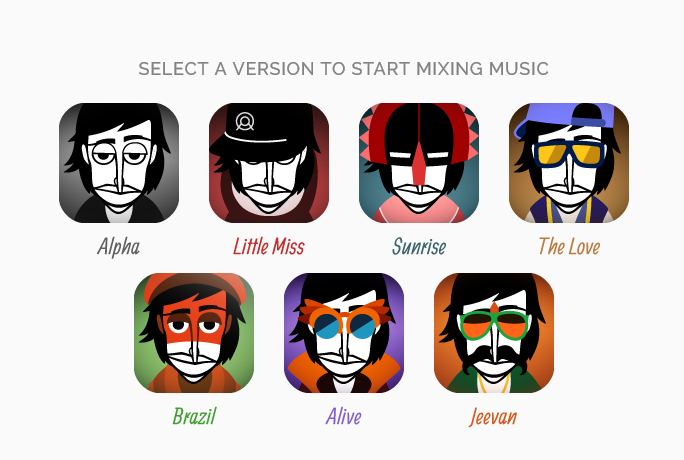 SELECT A VERSION TO START MIXING MUSIC
Alpha
Little Miss
Sunrise
The Love
Brazil
Alive
Jeevan